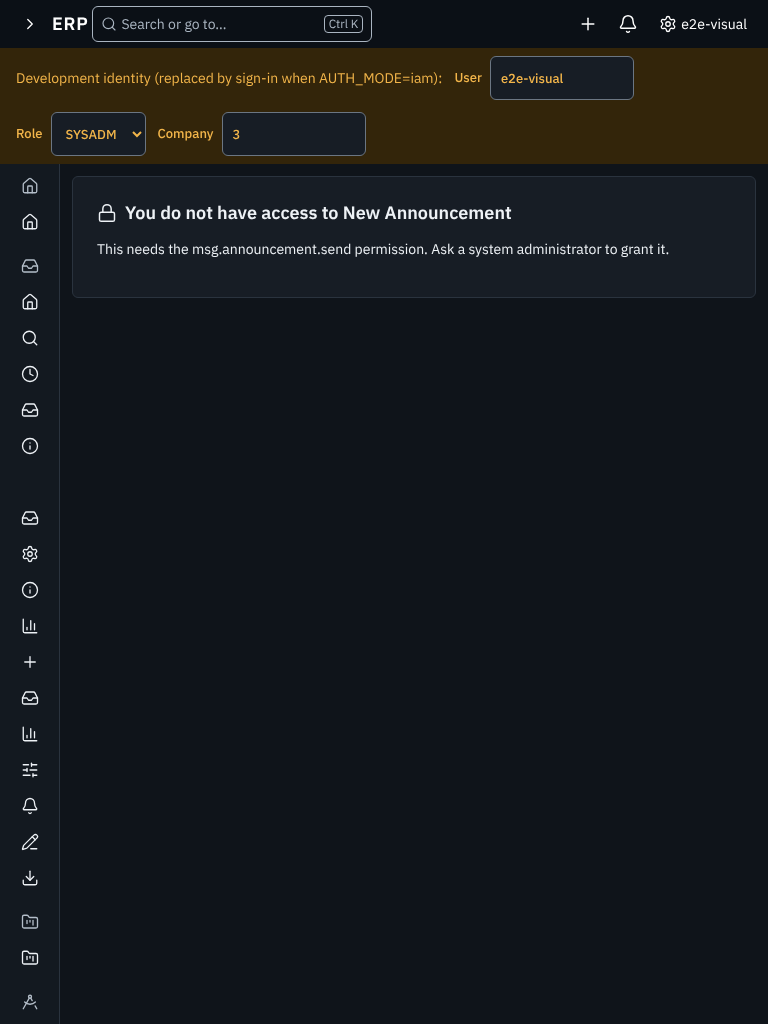 ERP Search or go to... Ctrl K e2e-visual
Development identity (replaced by sign-in when AUTH_MODE=iam): User e2e-visual
Role SYSADM Company 3
You do not have access to New Announcement
This needs the msg.announcement.send permission. Ask a system administrator to grant it.